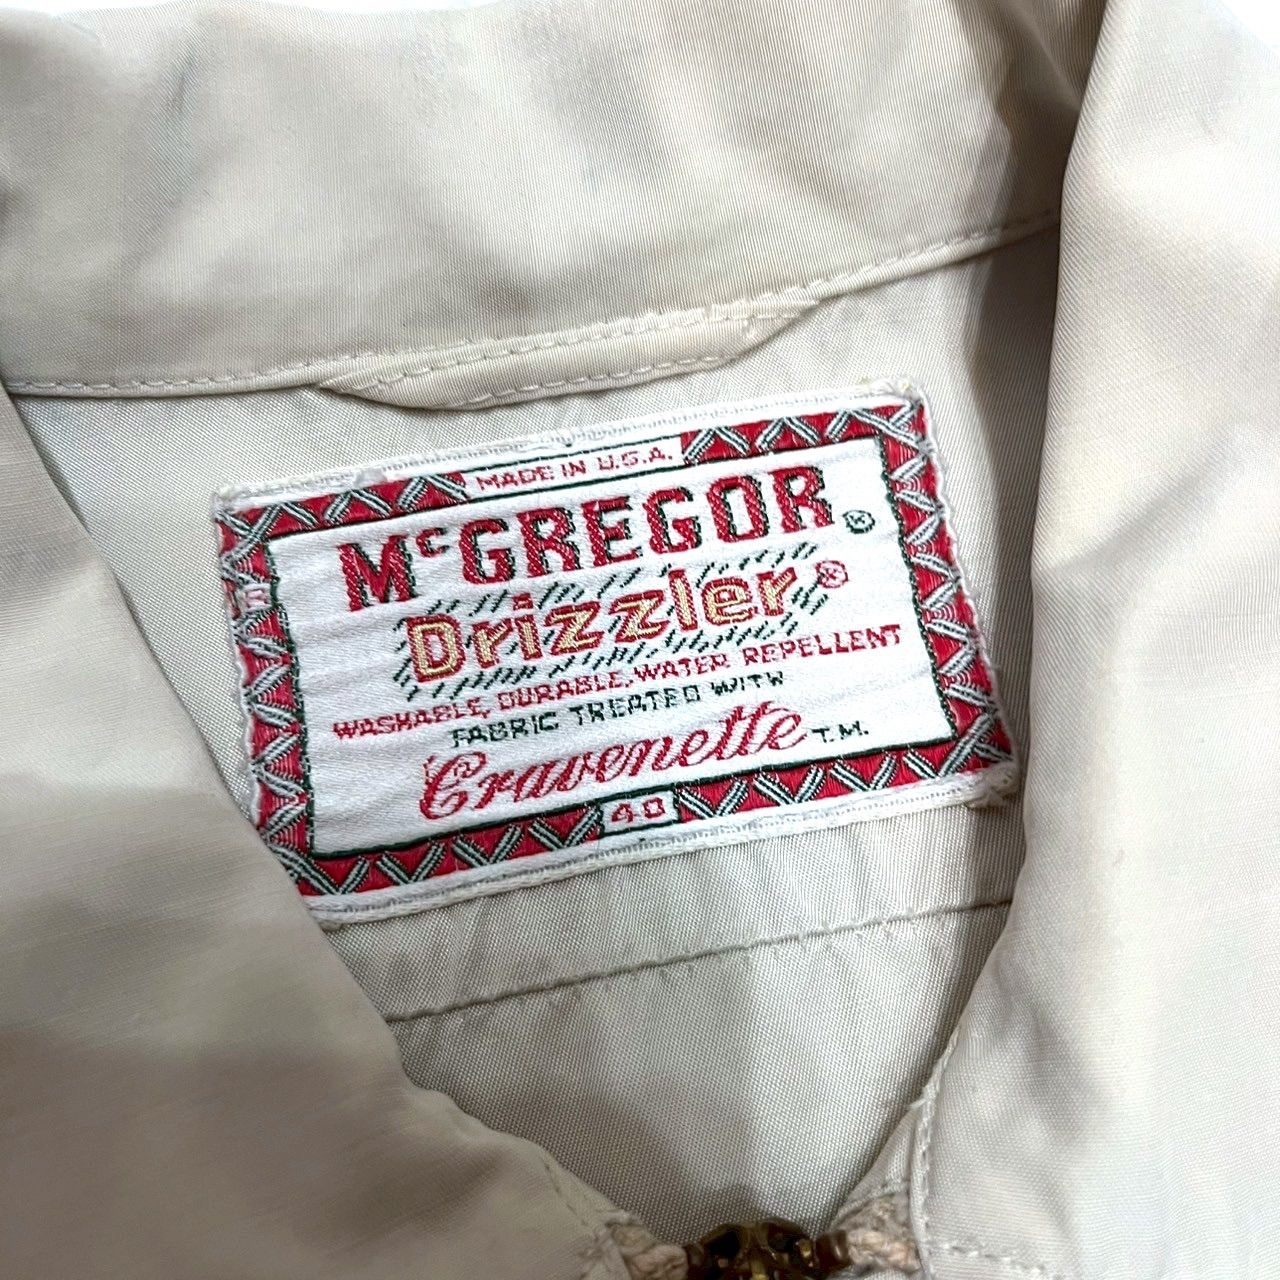 MADE IN U.S.A.
McGREGOR ®
Drizzler ®
WASHABLE, DURABLE, WATER REPELLENT
FABRIC TREATED WITH
Cravenette T.M.
40